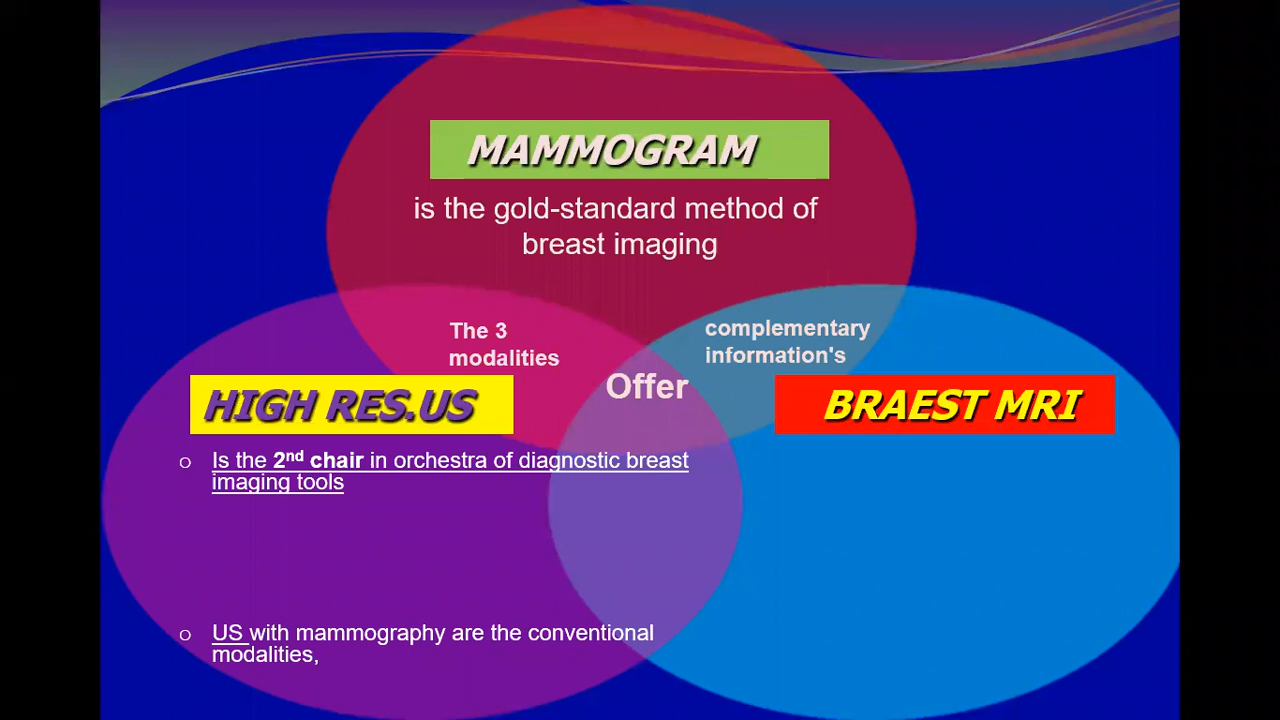 MAMMOGRAM
is the gold-standard method of
breast imaging
The 3
modalities
complementary
information's
Offer
HIGH RES.US
BRAEST MRI
o Is the 2nd chair in orchestra of diagnostic breast
imaging tools
o US with mammography are the conventional
modalities,